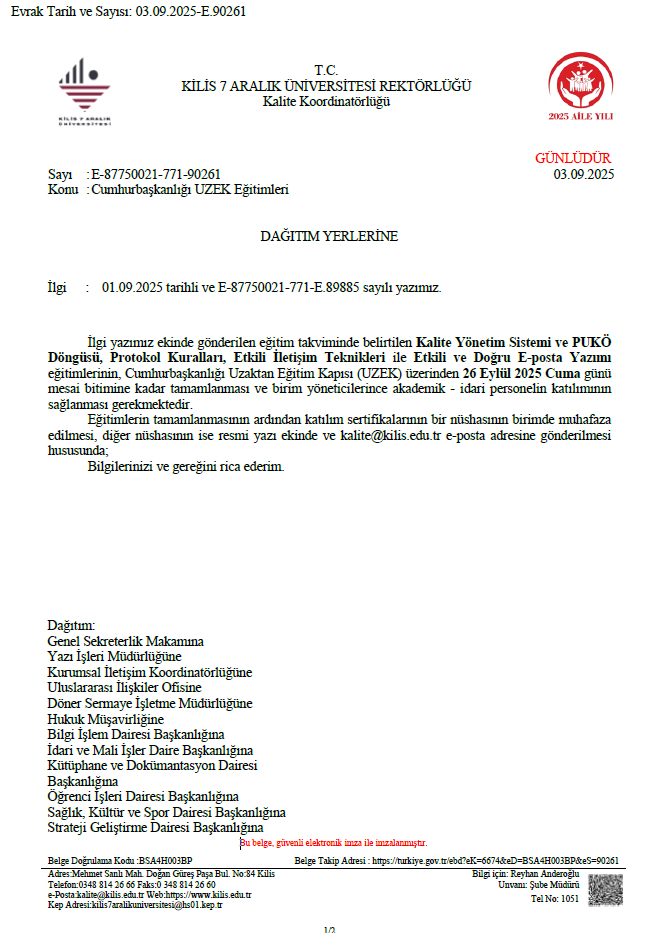 Evrak Tarih ve Sayısı: 03.09.2025-E.90261
T.C.
KİLİS 7 ARALIK ÜNİVERSİTESİ REKTÖRLÜĞÜ
Kalite Koordinatörlüğü
KİLİS 7 ARALIK
üniversitesi
2025 AİLE YILI
GÜNLÜDÜR
Sayı : E-87750021-771-90261 03.09.2025
Konu : Cumhurbaşkanlığı UZEK Eğitimleri
DAĞITIM YERLERİNE
İlgi : 01.09.2025 tarihli ve E-87750021-771-E.89885 sayılı yazımız.
İlgi yazımız ekinde gönderilen eğitim takviminde belirtilen Kalite Yönetim Sistemi ve PUKÖ
Döngüsü, Protokol Kuralları, Etkili İletişim Teknikleri ile Etkili ve Doğru E-posta Yazımı
eğitimlerinin, Cumhurbaşkanlığı Uzaktan Eğitim Kapısı (UZEK) üzerinden 26 Eylül 2025 Cuma günü
mesai bitimine kadar tamamlanması ve birim yöneticilerince akademik - idari personelin katılımının
sağlanması gerekmektedir.
Eğitimlerin tamamlanmasının ardından katılım sertifikalarının bir nüshasının birimde muhafaza
edilmesi, diğer nüshasının ise resmi yazı ekinde ve kalite@kilis.edu.tr e-posta adresine gönderilmesi
hususunda;
Bilgilerinizi ve gereğini rica ederim.
Dağıtım:
Genel Sekreterlik Makamına
Yazı İşleri Müdürlüğüne
Kurumsal İletişim Koordinatörlüğüne
Uluslararası İlişkiler Ofisine
Döner Sermaye İşletme Müdürlüğüne
Hukuk Müşavirliğine
Bilgi İşlem Dairesi Başkanlığına
İdari ve Mali İşler Daire Başkanlığına
Kütüphane ve Dokümantasyon Dairesi
Başkanlığına
Öğrenci İşleri Dairesi Başkanlığına
Sağlık, Kültür ve Spor Dairesi Başkanlığına
Strateji Geliştirme Dairesi Başkanlığına
Bu belge, güvenli elektronik imza ile imzalanmıştır.
Belge Doğrulama Kodu :BSA4H003BP Belge Takip Adresi : https://turkiye.gov.tr/ebd?eK=6674&eD=BSA4H003BP&eS=90261
Adres:Mehmet Sanlı Mah. Doğan Güreş Paşa Bul. No:84 Kilis Bilgi için: Reyhan Anderoğlu
Telefon:0348 814 26 66 Faks:0 348 814 26 60 Unvanı: Şube Müdürü
e-Posta:kalite@kilis.edu.tr Web:https://www.kilis.edu.tr
Kep Adresi:kilis7aralikuniversitesi@hs01.kep.tr Tel No: 1051
1/2